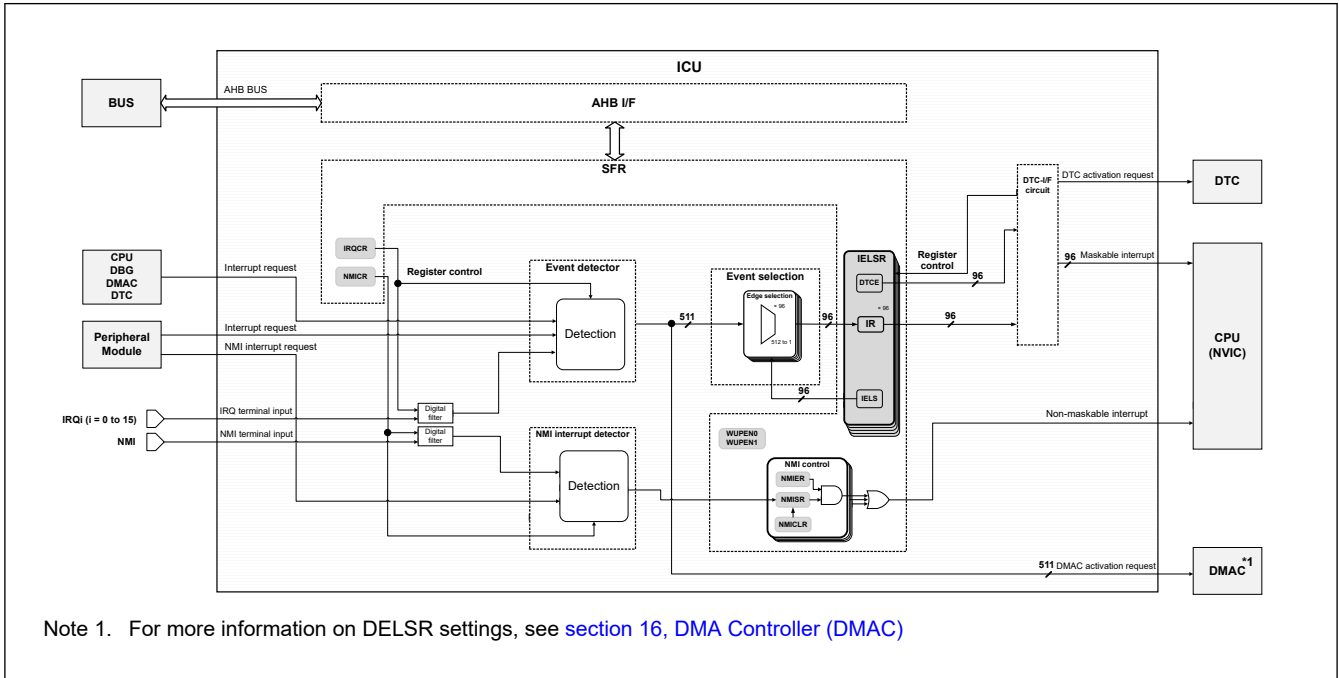 ICU
BUS
AHB BUS
AHB I/F
SFR
DTC-I/F
circuit
DTC activation request
DTC
IRQCR
NMICR
Register control
CPU
DBG
DMAC
DTC
Interrupt request
Event detector
Detection
Peripheral
Module
Interrupt request
NMI interrupt request
511
Event selection
Edge selection
× 96
512 to 1
96
IELSR
DTCE
× 96
IR
IELS
96
Register
control
96
96
96 Maskable interrupt
CPU
(NVIC)
IRQi (i = 0 to 15)
IRQ terminal input
Digital
filter
NMI
NMI terminal input
Digital
filter
NMI interrupt detector
Detection
WUPEN0
WUPEN1
NMI control
NMIER
NMISR
NMICLR
Non-maskable interrupt
511 DMAC activation request
DMAC *1
Note 1. For more information on DELSR settings, see section 16, DMA Controller (DMAC)